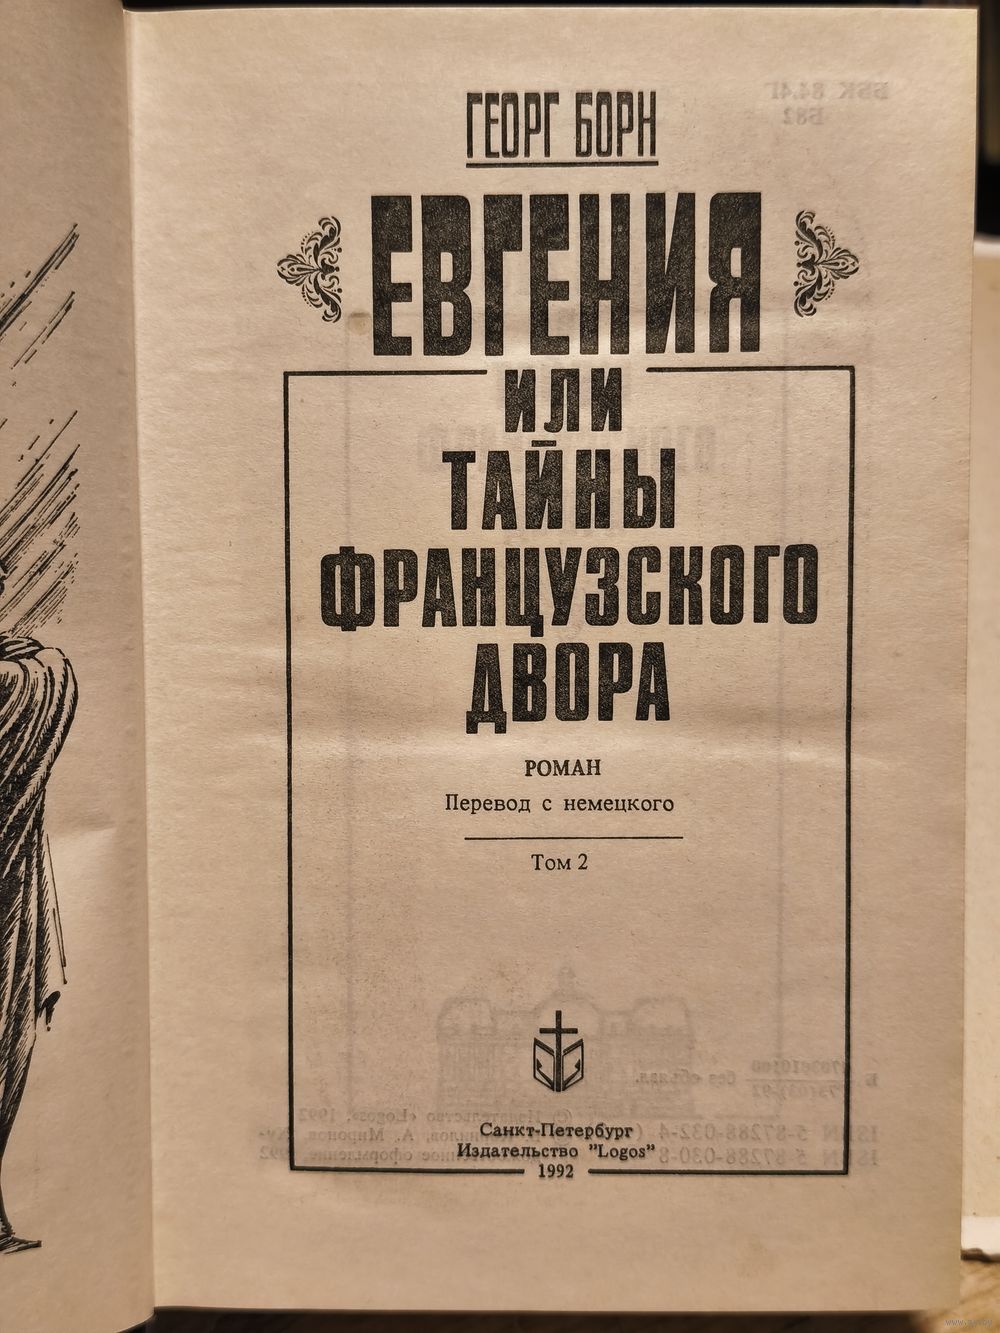 ГЕОРГ БОРН
ЕВГЕНИЯ
ИЛИ
ТАЙНЫ
ФРАНЦУЗСКОГО
ДВОРА
РОМАН
Перевод с немецкого
Том 2
Санкт-Петербург
Издательство "Logos"
1992